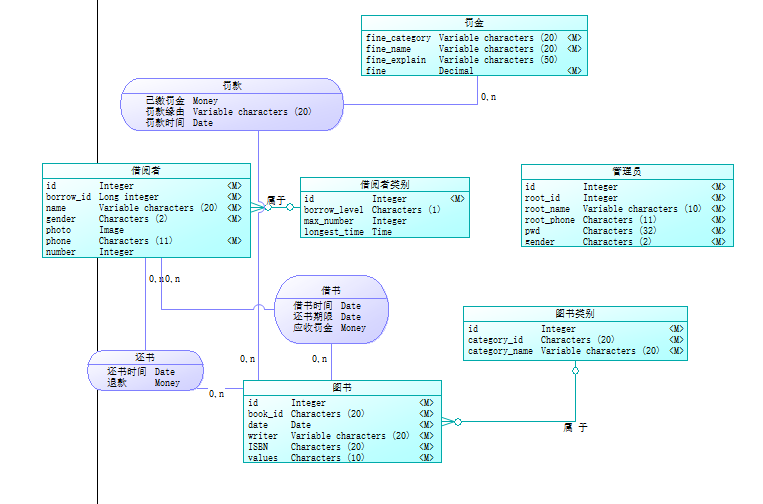 罚金
fine_category Variable characters (20) <M>
fine_name Variable characters (20) <M>
fine_explain Variable characters (50)
fine Decimal <M>
0,n
罚款
已缴罚金 Money
罚款缘由 Variable characters (20)
罚款时间 Date
借阅者
id Integer <M>
borrow_id Long integer <M>
name Variable characters (20) <M>
gender Characters (2) <M>
photo Image
phone Characters (11) <M>
number Integer
属于
借阅者类别
id Integer <M>
borrow_level Characters (1)
max_number Integer
longest_time Time
管理员
id Integer <M>
root_id Integer <M>
root_name Variable characters (10) <M>
root_phone Characters (11) <M>
pwd Characters (32) <M>
gender Characters (2) <M>
0,n
0,n
借书
借书时间 Date
还书期限 Date
应收罚金 Money
图书类别
id Integer <M>
category_id Characters (20) <M>
category_name Variable characters (20) <M>
还书
还书时间 Date
退款 Money
0,n
0,n
0,n
图书
id Integer <M>
book_id Characters (20) <M>
date Date <M>
writer Variable characters (20) <M>
ISBN Characters (20) <M>
values Characters (10) <M>
属 于